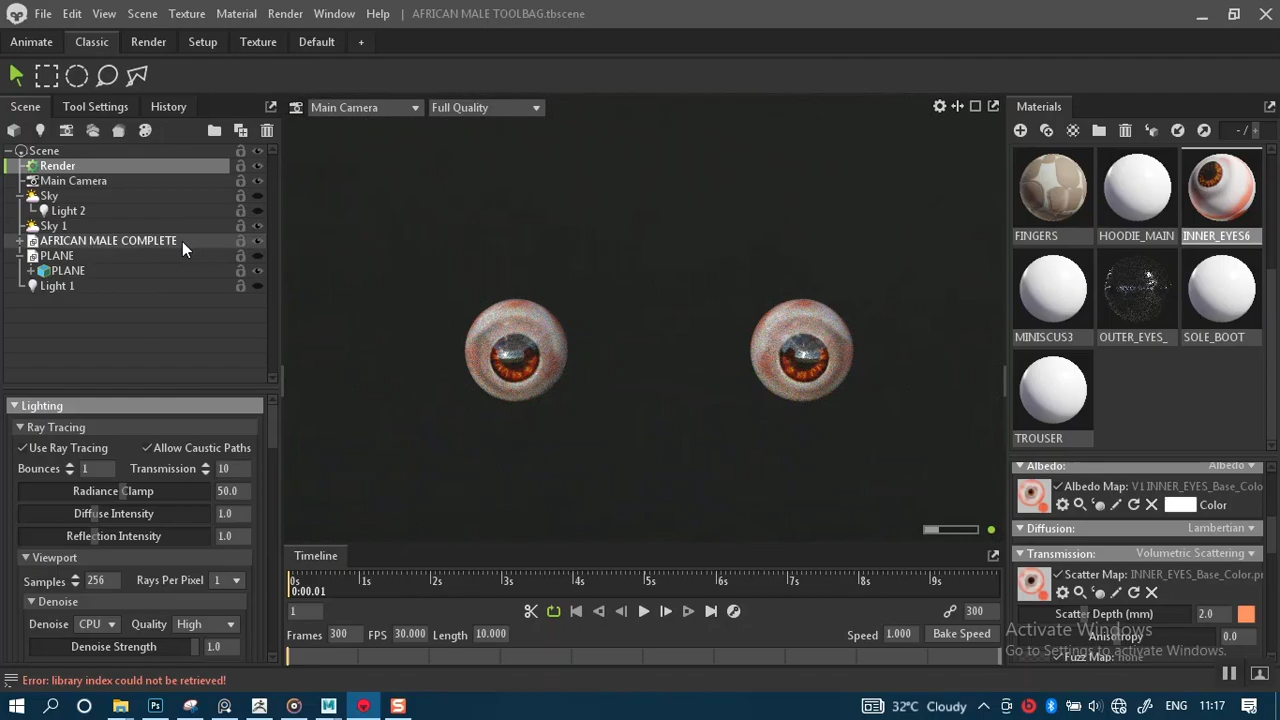 File Edit View Scene Texture Material Render Window Help AFRICAN MALE TOOLBAG.tbscene
Animate Classic Render Setup Texture Default +
Scene Tool Settings History
Main Camera Full Quality
Materials
- / +
Scene
Render
Main Camera
Sky
Light 2
Sky 1
AFRICAN MALE COMPLETE
PLANE
PLANE
Light 1
FINGERS HOODIE_MAIN INNER_EYES6
MINISCUS3 OUTER_EYES_ SOLE_BOOT
TROUSER
Lighting
Ray Tracing
Use Ray Tracing Allow Caustic Paths
Bounces 1 Transmission 10
Radiance Clamp 50.0
Diffuse Intensity 1.0
Reflection Intensity 1.0
Viewport
Samples 256 Rays Per Pixel 1
Denoise
Denoise CPU Quality High
Denoise Strength 1.0
Albedo: Albedo
Albedo Map: V1 INNER_EYES_Base_Colo
Color
Diffusion: Lambertian
Transmission: Volumetric Scattering
Scatter Map: INNER_EYES_Base_Color.pr
Scatter Depth (mm) 2.0
Anisotropy 0.0
Fuzz Map: none
Activate Windows
Go to Settings to activate Windows.
Timeline
0s 1s 2s 3s 4s 5s 6s 7s 8s 9s
0:00.01
1 300
Frames 300 FPS 30.000 Length 10.000 Speed 1.000 Bake Speed
Error: library index could not be retrieved!
32°C Cloudy ENG 11:17